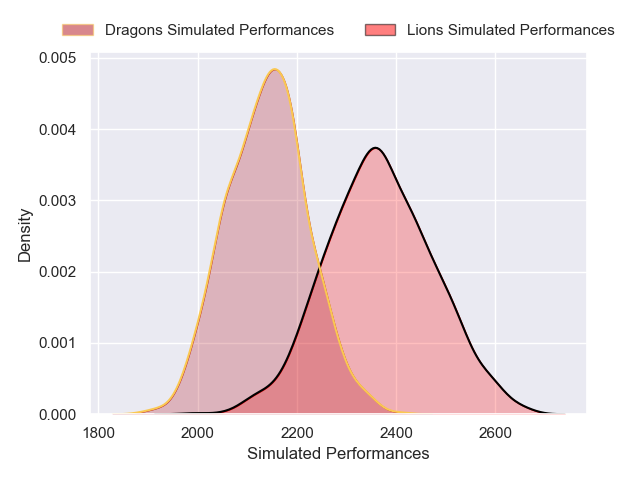 Dragons Simulated Performances Lions Simulated Performances
0.005
0.004
0.003
0.002
0.001
0.000
Density
1800 2000 2200 2400 2600
Simulated Performances